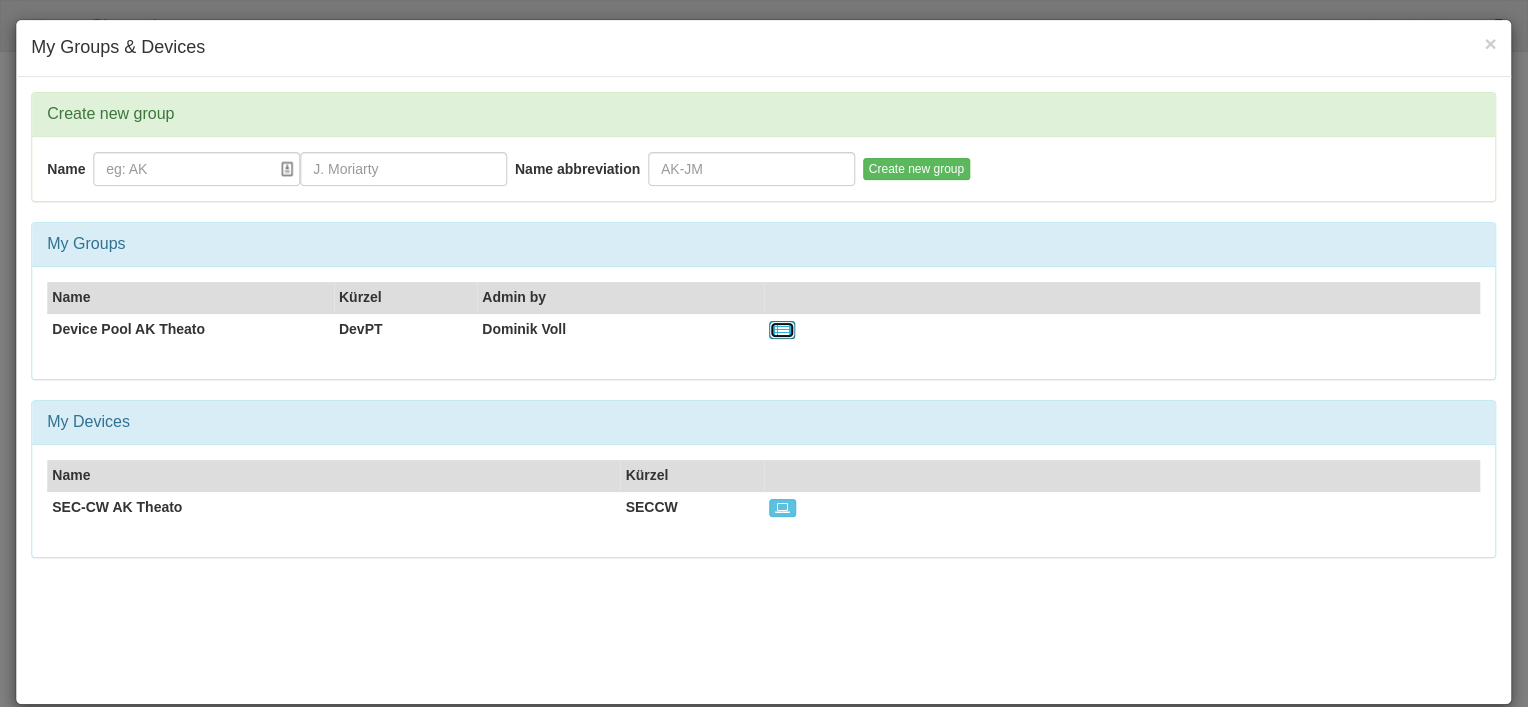 My Groups & Devices ×
Create new group
Name eg: AK J. Moriarty Name abbreviation AK-JM Create new group
My Groups
Name Kürzel Admin by
Device Pool AK Theato DevPT Dominik Voll
My Devices
Name Kürzel
SEC-CW AK Theato SECCW